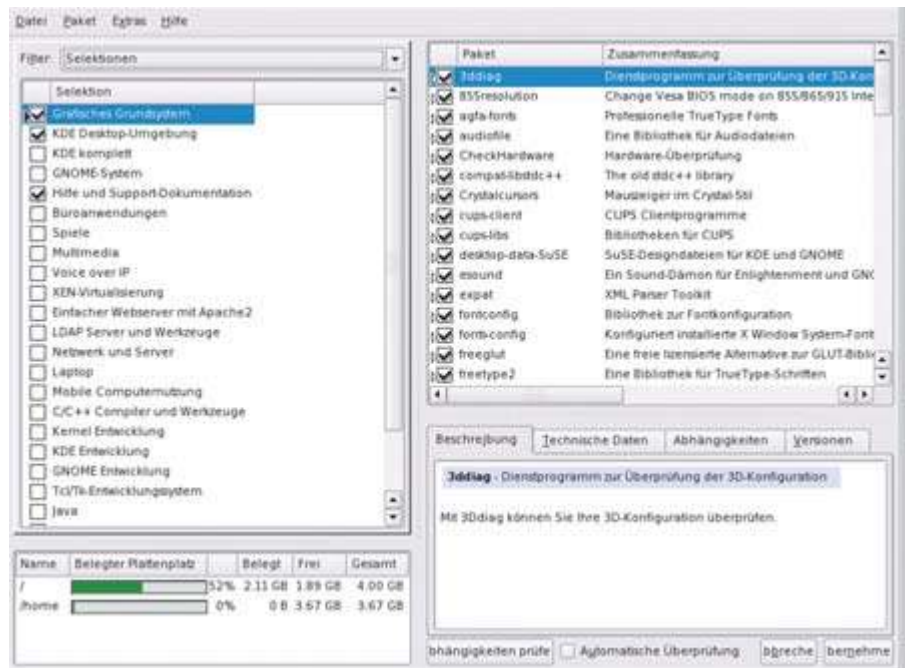 Datei Paket Extras Hilfe
Filter: Selektionen
Selektion
Grafisches Grundsystem
KDE Desktop-Umgebung
KDE komplett
GNOME-System
Hilfe und Support-Dokumentation
Büroanwendungen
Spiele
Multimedia
Voice over IP
XEN-Virtualisierung
Einfacher Webserver mit Apache2
LDAP Server und Werkzeuge
Netzwerk und Server
Laptop
Mobile Computernutzung
C/C++ Compiler und Werkzeuge
Kernel Entwicklung
KDE Entwicklung
GNOME Entwicklung
Tcl/Tk-Entwicklungssystem
Java
Name Belegter Plattenplatz Belegt Frei Gesamt
/ 52% 2.11 GB 1.89 GB 4.00 GB
/home 0% 0 B 3.67 GB 3.67 GB
Paket Zusammenfassung
3ddiag Dienstprogramm zur Überprüfung der 3D-Kon
855resolution Change Vesa BIOS mode on 855/865/915 Inte
agfa-fonts Professionelle TrueType Fonts
audiofile Eine Bibliothek für Audiodateien
CheckHardware Hardware-Überprüfung
compat-libstdc++ The old stdc++ library
Crystalcursors Mauszeiger im Crystal-Stil
cups-client CUPS Clientprogramme
cups-libs Bibliotheken für CUPS
desktop-data-SuSE SuSE-Designdateien für KDE und GNOME
esound Ein Sound-Dämon für Enlightenment und GNO
expat XML Parser Toolkit
fontconfig Bibliothek zur Fontkonfiguration
fonts-config Konfiguriert installierte X Window System-Font
freeglut Eine freie lizensierte Alternative zur GLUT-Biblio
freetype2 Eine Bibliothek für TrueType-Schriften
Beschreibung Technische Daten Abhängigkeiten Versionen
3ddiag - Dienstprogramm zur Überprüfung der 3D-Konfiguration
Mit 3Ddiag können Sie Ihre 3D-Konfiguration überprüfen.
bhängigkeiten prüfe Automatische Überprüfung bbreche bernehme